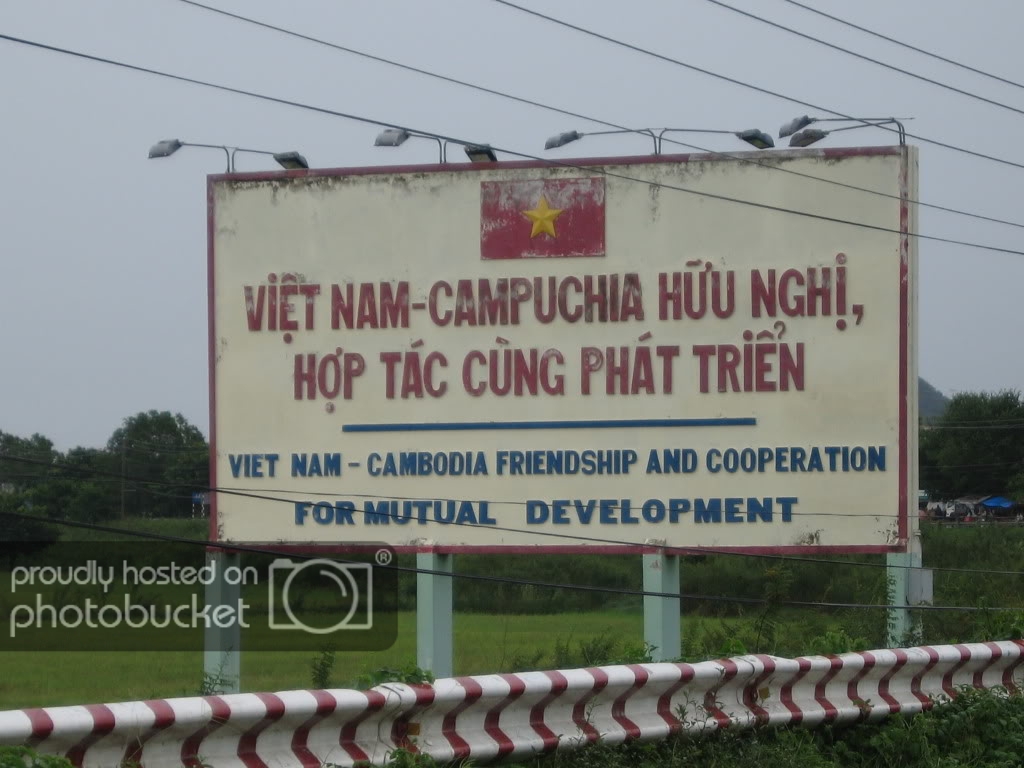 VIỆT NAM-CAMPUCHIA HỮU NGHỊ,
HỢP TÁC CÙNG PHÁT TRIỂN
VIET NAM - CAMBODIA FRIENDSHIP AND COOPERATION
FOR MUTUAL DEVELOPMENT
proudly hosted on
photobucket ®